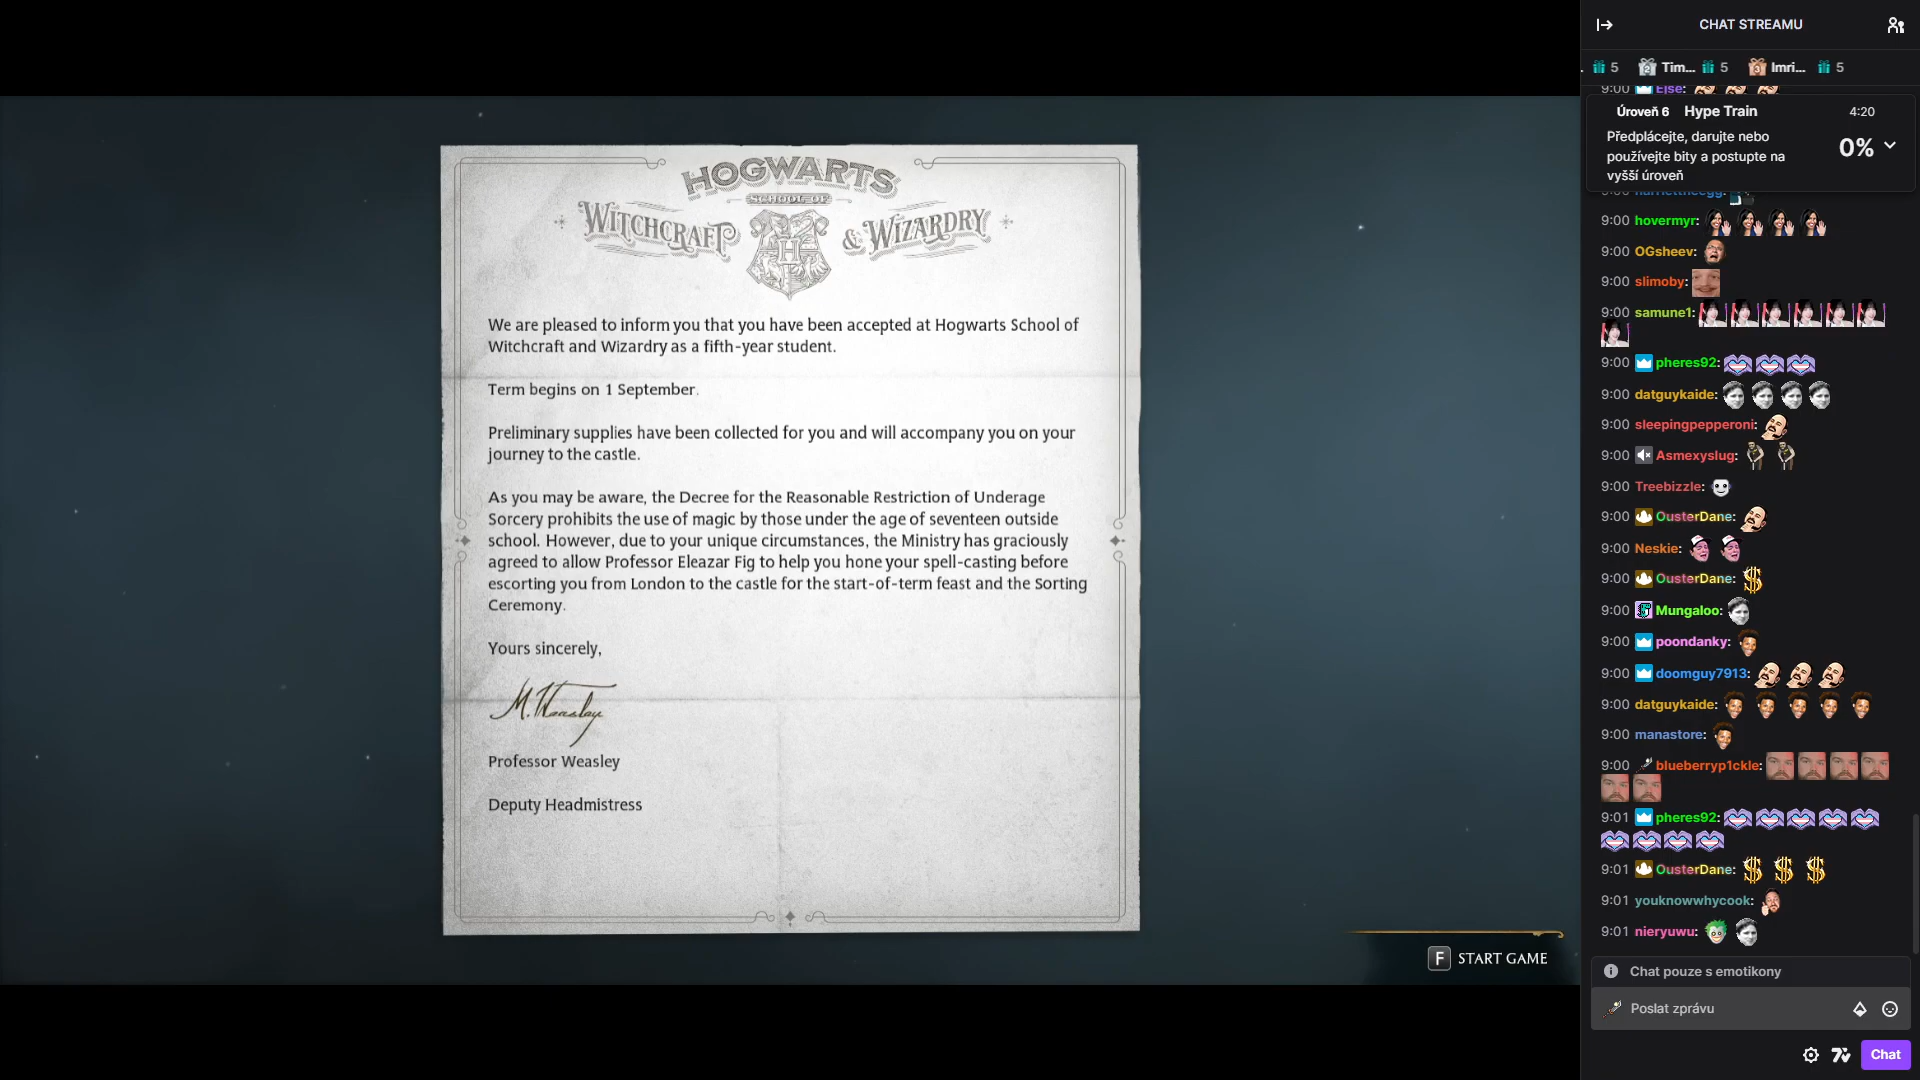 HOGWARTS
SCHOOL OF
WITCHCRAFT & WIZARDRY
H
We are pleased to inform you that you have been accepted at Hogwarts School of
Witchcraft and Wizardry as a fifth-year student.
Term begins on 1 September.
Preliminary supplies have been collected for you and will accompany you on your
journey to the castle.
As you may be aware, the Decree for the Reasonable Restriction of Underage
Sorcery prohibits the use of magic by those under the age of seventeen outside
school. However, due to your unique circumstances, the Ministry has graciously
agreed to allow Professor Eleazar Fig to help you hone your spell-casting before
escorting you from London to the castle for the start-of-term feast and the Sorting
Ceremony.
Yours sincerely,
M. Weasley
Professor Weasley
Deputy Headmistress
F START GAME
CHAT STREAMU
5 2 Tim... 5 3 Imri... 5
9:00 Ejse:
Úroveň 6 Hype Train 4:20
Předplácejte, darujte nebo
používejte bity a postupte na
vyšší úroveň
0%
9:00 hovermyr:
9:00 OGsheev:
9:00 slimoby:
9:00 samune1:
9:00 pheres92:
9:00 datguykaide:
9:00 sleepingpepperoni:
9:00 Asmexyslug:
9:00 Treebizzle:
9:00 OusterDane:
9:00 Neskie:
9:00 OusterDane:
9:00 Mungaloo:
9:00 poondanky:
9:00 doomguy7913:
9:00 datguykaide:
9:00 manastore:
9:00 blueberryp1ckle:
9:01 pheres92:
9:01 OusterDane:
9:01 youknowwhycook:
9:01 nieryuwu:
Chat pouze s emotikony
Poslat zprávu
Chat